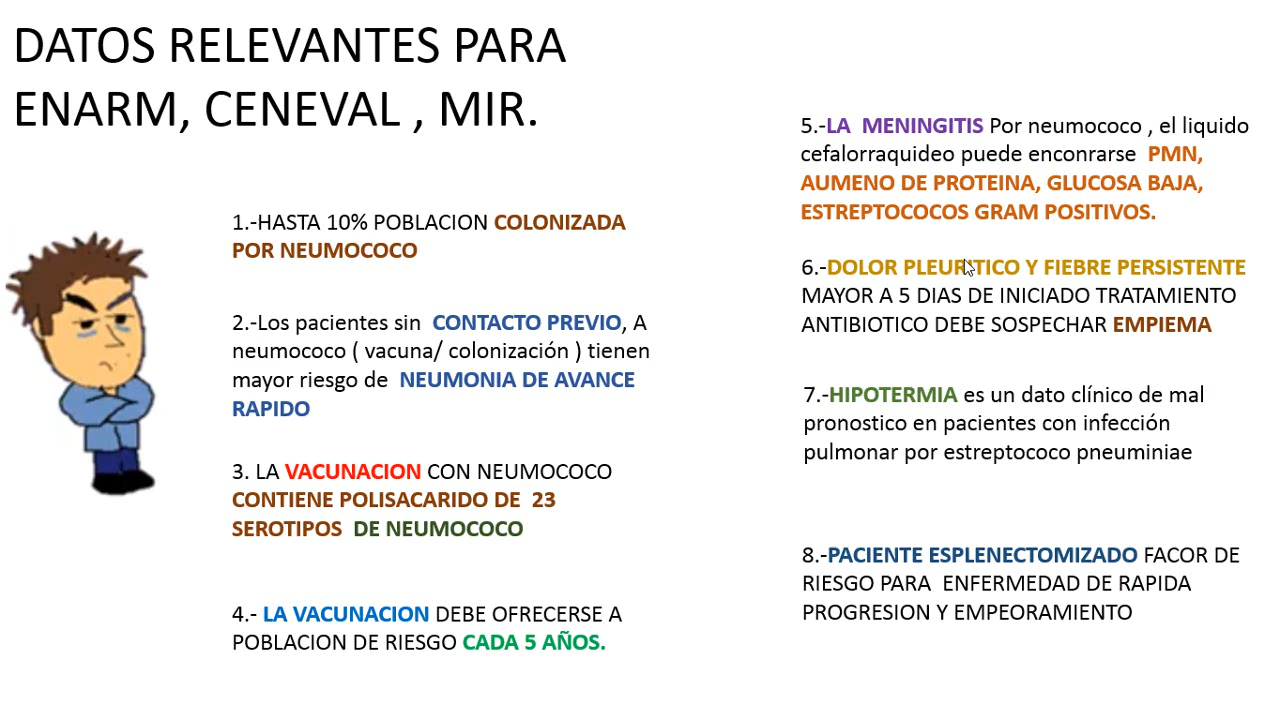 DATOS RELEVANTES PARA
ENARM, CENEVAL , MIR.
1.-HASTA 10% POBLACION COLONIZADA
POR NEUMOCOCO
2.-Los pacientes sin CONTACTO PREVIO, A
neumococo ( vacuna/ colonización ) tienen
mayor riesgo de NEUMONIA DE AVANCE
RAPIDO
3. LA VACUNACION CON NEUMOCOCO
CONTIENE POLISACARIDO DE 23
SEROTIPOS DE NEUMOCOCO
4.- LA VACUNACION DEBE OFRECERSE A
POBLACION DE RIESGO CADA 5 AÑOS.
5.-LA MENINGITIS Por neumococo , el liquido
cefalorraquideo puede enconrarse PMN,
AUMENO DE PROTEINA, GLUCOSA BAJA,
ESTREPTOCOCOS GRAM POSITIVOS.
6.-DOLOR PLEURITICO Y FIEBRE PERSISTENTE
MAYOR A 5 DIAS DE INICIADO TRATAMIENTO
ANTIBIOTICO DEBE SOSPECHAR EMPIEMA
7.-HIPOTERMIA es un dato clínico de mal
pronostico en pacientes con infección
pulmonar por estreptococo pneuminiae
8.-PACIENTE ESPLENECTOMIZADO FACOR DE
RIESGO PARA ENFERMEDAD DE RAPIDA
PROGRESION Y EMPEORAMIENTO